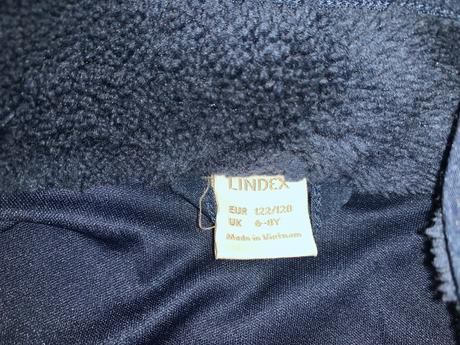 LINDEX
EUR 122/128
UK 6-8Y
Made in Vietnam